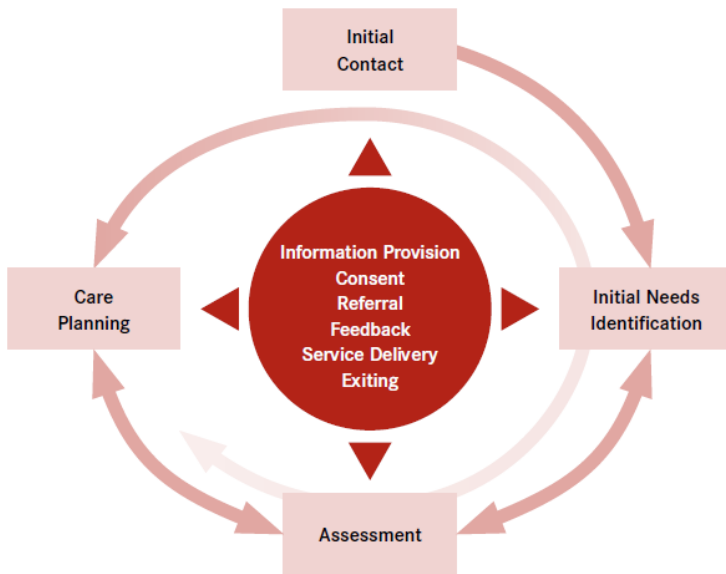 Initial
Contact
Information Provision
Consent
Referral
Feedback
Service Delivery
Exiting
Care
Planning
Initial Needs
Identification
Assessment